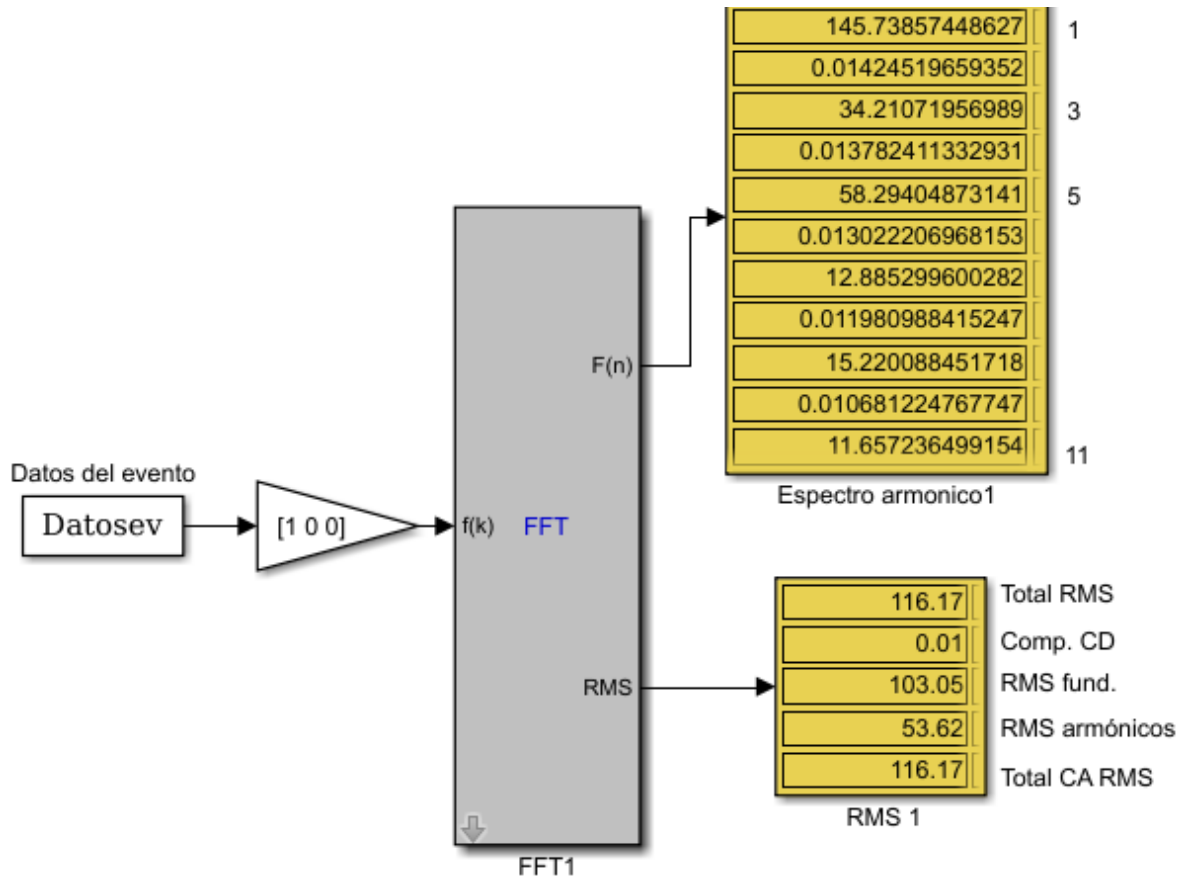 145.73857448627 1
0.01424519659352
34.21071956989 3
0.013782411332931
58.29404873141 5
0.013022206968153
12.885299600282
0.011980988415247
15.220088451718
0.010681224767747
11.657236499154 11
Espectro armonico1
F(n)
Datos del evento
Datosev
[1 0 0]
f(k) FFT
RMS
FFT1
116.17 Total RMS
0.01 Comp. CD
103.05 RMS fund.
53.62 RMS armónicos
116.17 Total CA RMS
RMS 1